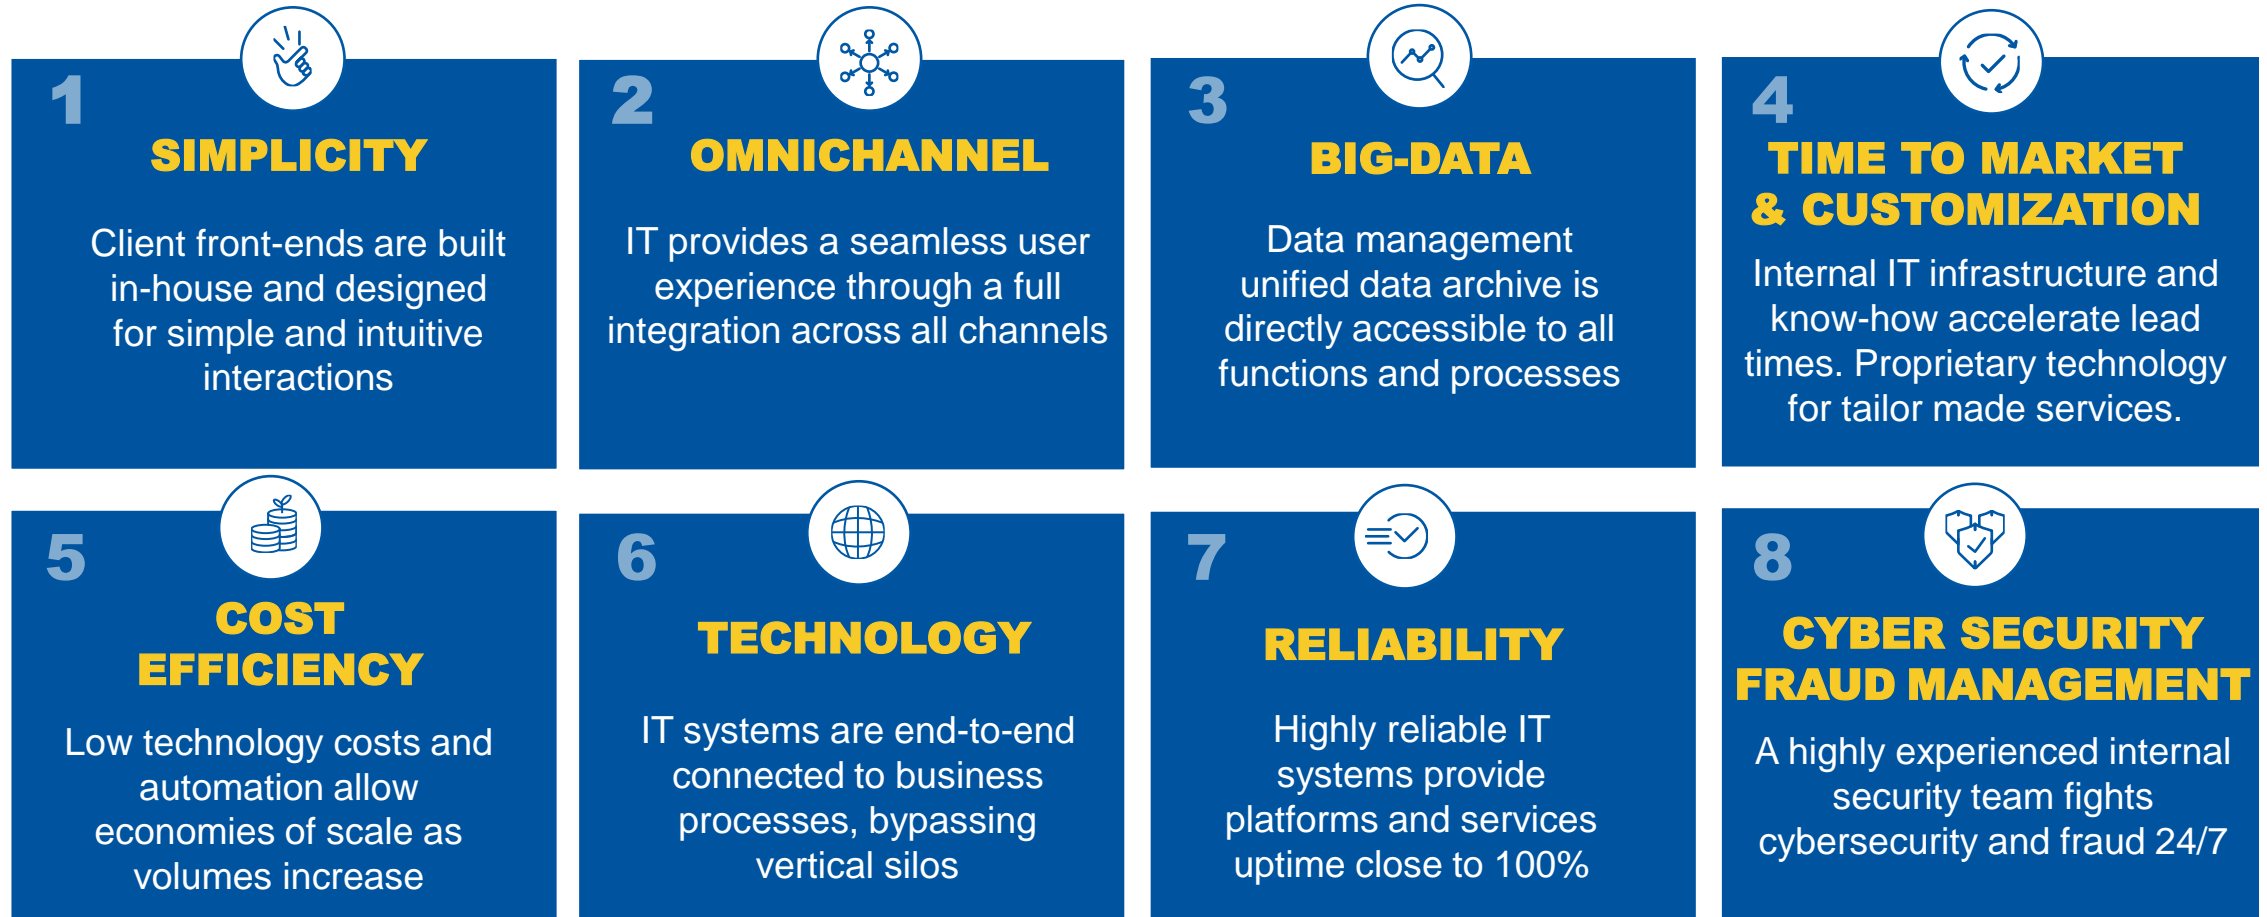 1
SIMPLICITY
Client front-ends are built
in-house and designed
for simple and intuitive
interactions
2
OMNICHANNEL
IT provides a seamless user
experience through a full
integration across all channels
3
BIG-DATA
Data management
unified data archive is
directly accessible to all
functions and processes
4
TIME TO MARKET
& CUSTOMIZATION
Internal IT infrastructure and
know-how accelerate lead
times. Proprietary technology
for tailor made services.
5
COST
EFFICIENCY
Low technology costs and
automation allow
economies of scale as
volumes increase
6
TECHNOLOGY
IT systems are end-to-end
connected to business
processes, bypassing
vertical silos
7
RELIABILITY
Highly reliable IT
systems provide
platforms and services
uptime close to 100%
8
CYBER SECURITY
FRAUD MANAGEMENT
A highly experienced internal
security team fights
cybersecurity and fraud 24/7